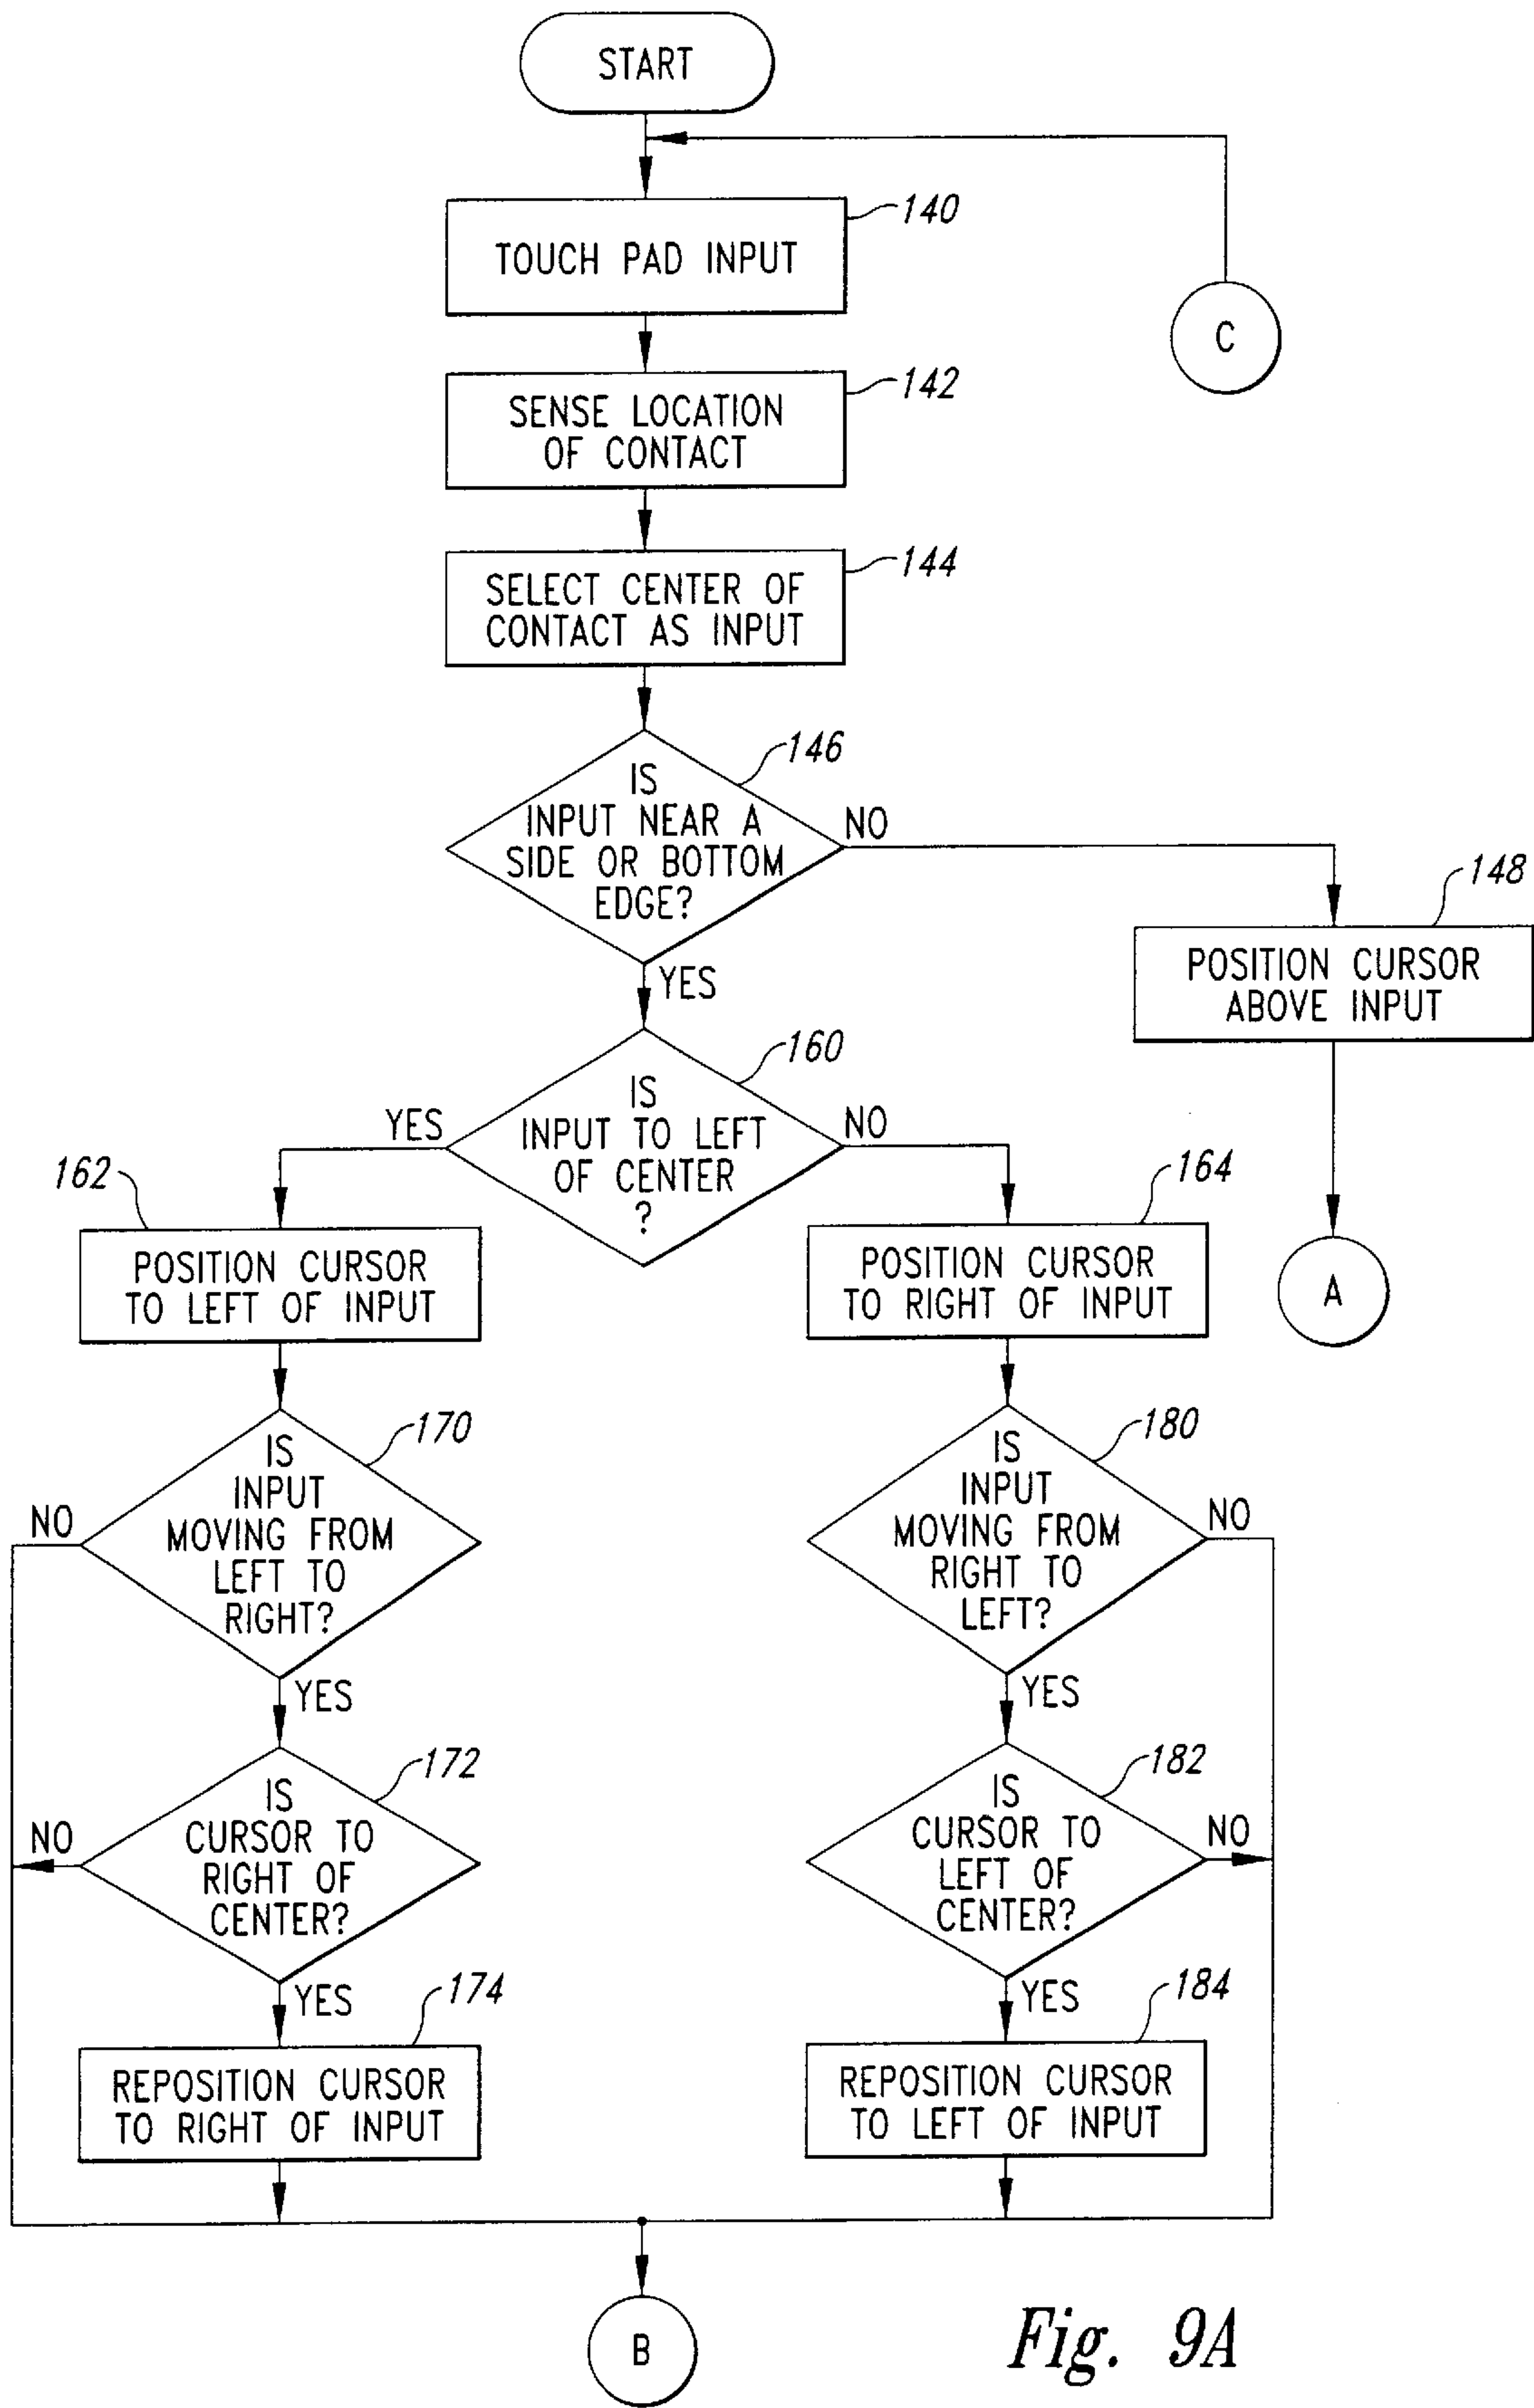 START
140
TOUCH PAD INPUT
C
142
SENSE LOCATION
OF CONTACT
144
SELECT CENTER OF
CONTACT AS INPUT
146
IS
INPUT NEAR A
SIDE OR BOTTOM
EDGE?
NO
YES
148
POSITION CURSOR
ABOVE INPUT
A
160
IS
INPUT TO LEFT
OF CENTER
?
YES
NO
162
POSITION CURSOR
TO LEFT OF INPUT
164
POSITION CURSOR
TO RIGHT OF INPUT
170
IS
INPUT
MOVING FROM
LEFT TO
RIGHT?
NO
YES
180
IS
INPUT
MOVING FROM
RIGHT TO
LEFT?
NO
YES
172
IS
CURSOR TO
RIGHT OF
CENTER?
NO
YES
182
IS
CURSOR TO
LEFT OF
CENTER?
NO
YES
174
REPOSITION CURSOR
TO RIGHT OF INPUT
184
REPOSITION CURSOR
TO LEFT OF INPUT
B
Fig. 9A